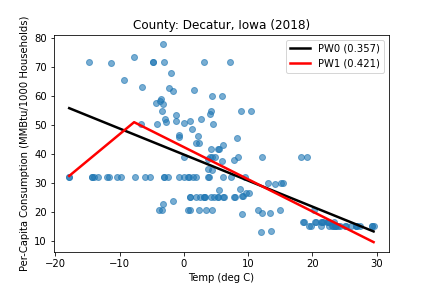 County: Decatur, Iowa (2018)
Per-Capita Consumption (MMBtu/1000 Households)
80
70
60
50
40
30
20
10
PW0 (0.357)
PW1 (0.421)
−20 −10 0 10 20 30
Temp (deg C)